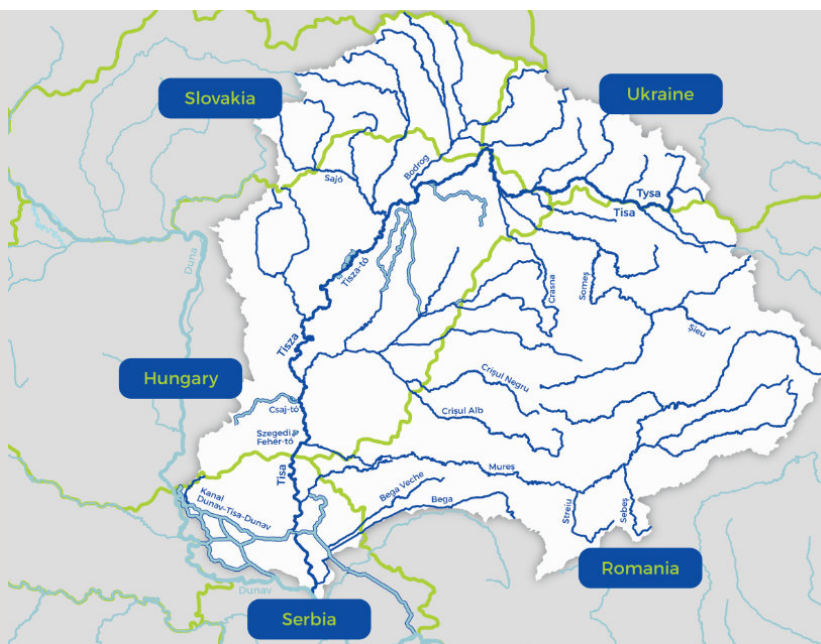 Slovakia
Ukraine
Bodrog
Sajó
Tysa
Tisa
Duna
Tisza-tó
Crasna
Someș
Șieu
Tisza
Hungary
Crișul Negru
Csaj-tó
Crișul Alb
Szegedi
Fehér-tó
Tisa
Mureș
Kanal
Dunav-Tisa-Dunav
Bega Veche
Bega
Streiu
Sebeș
Romania
Dunav
Serbia